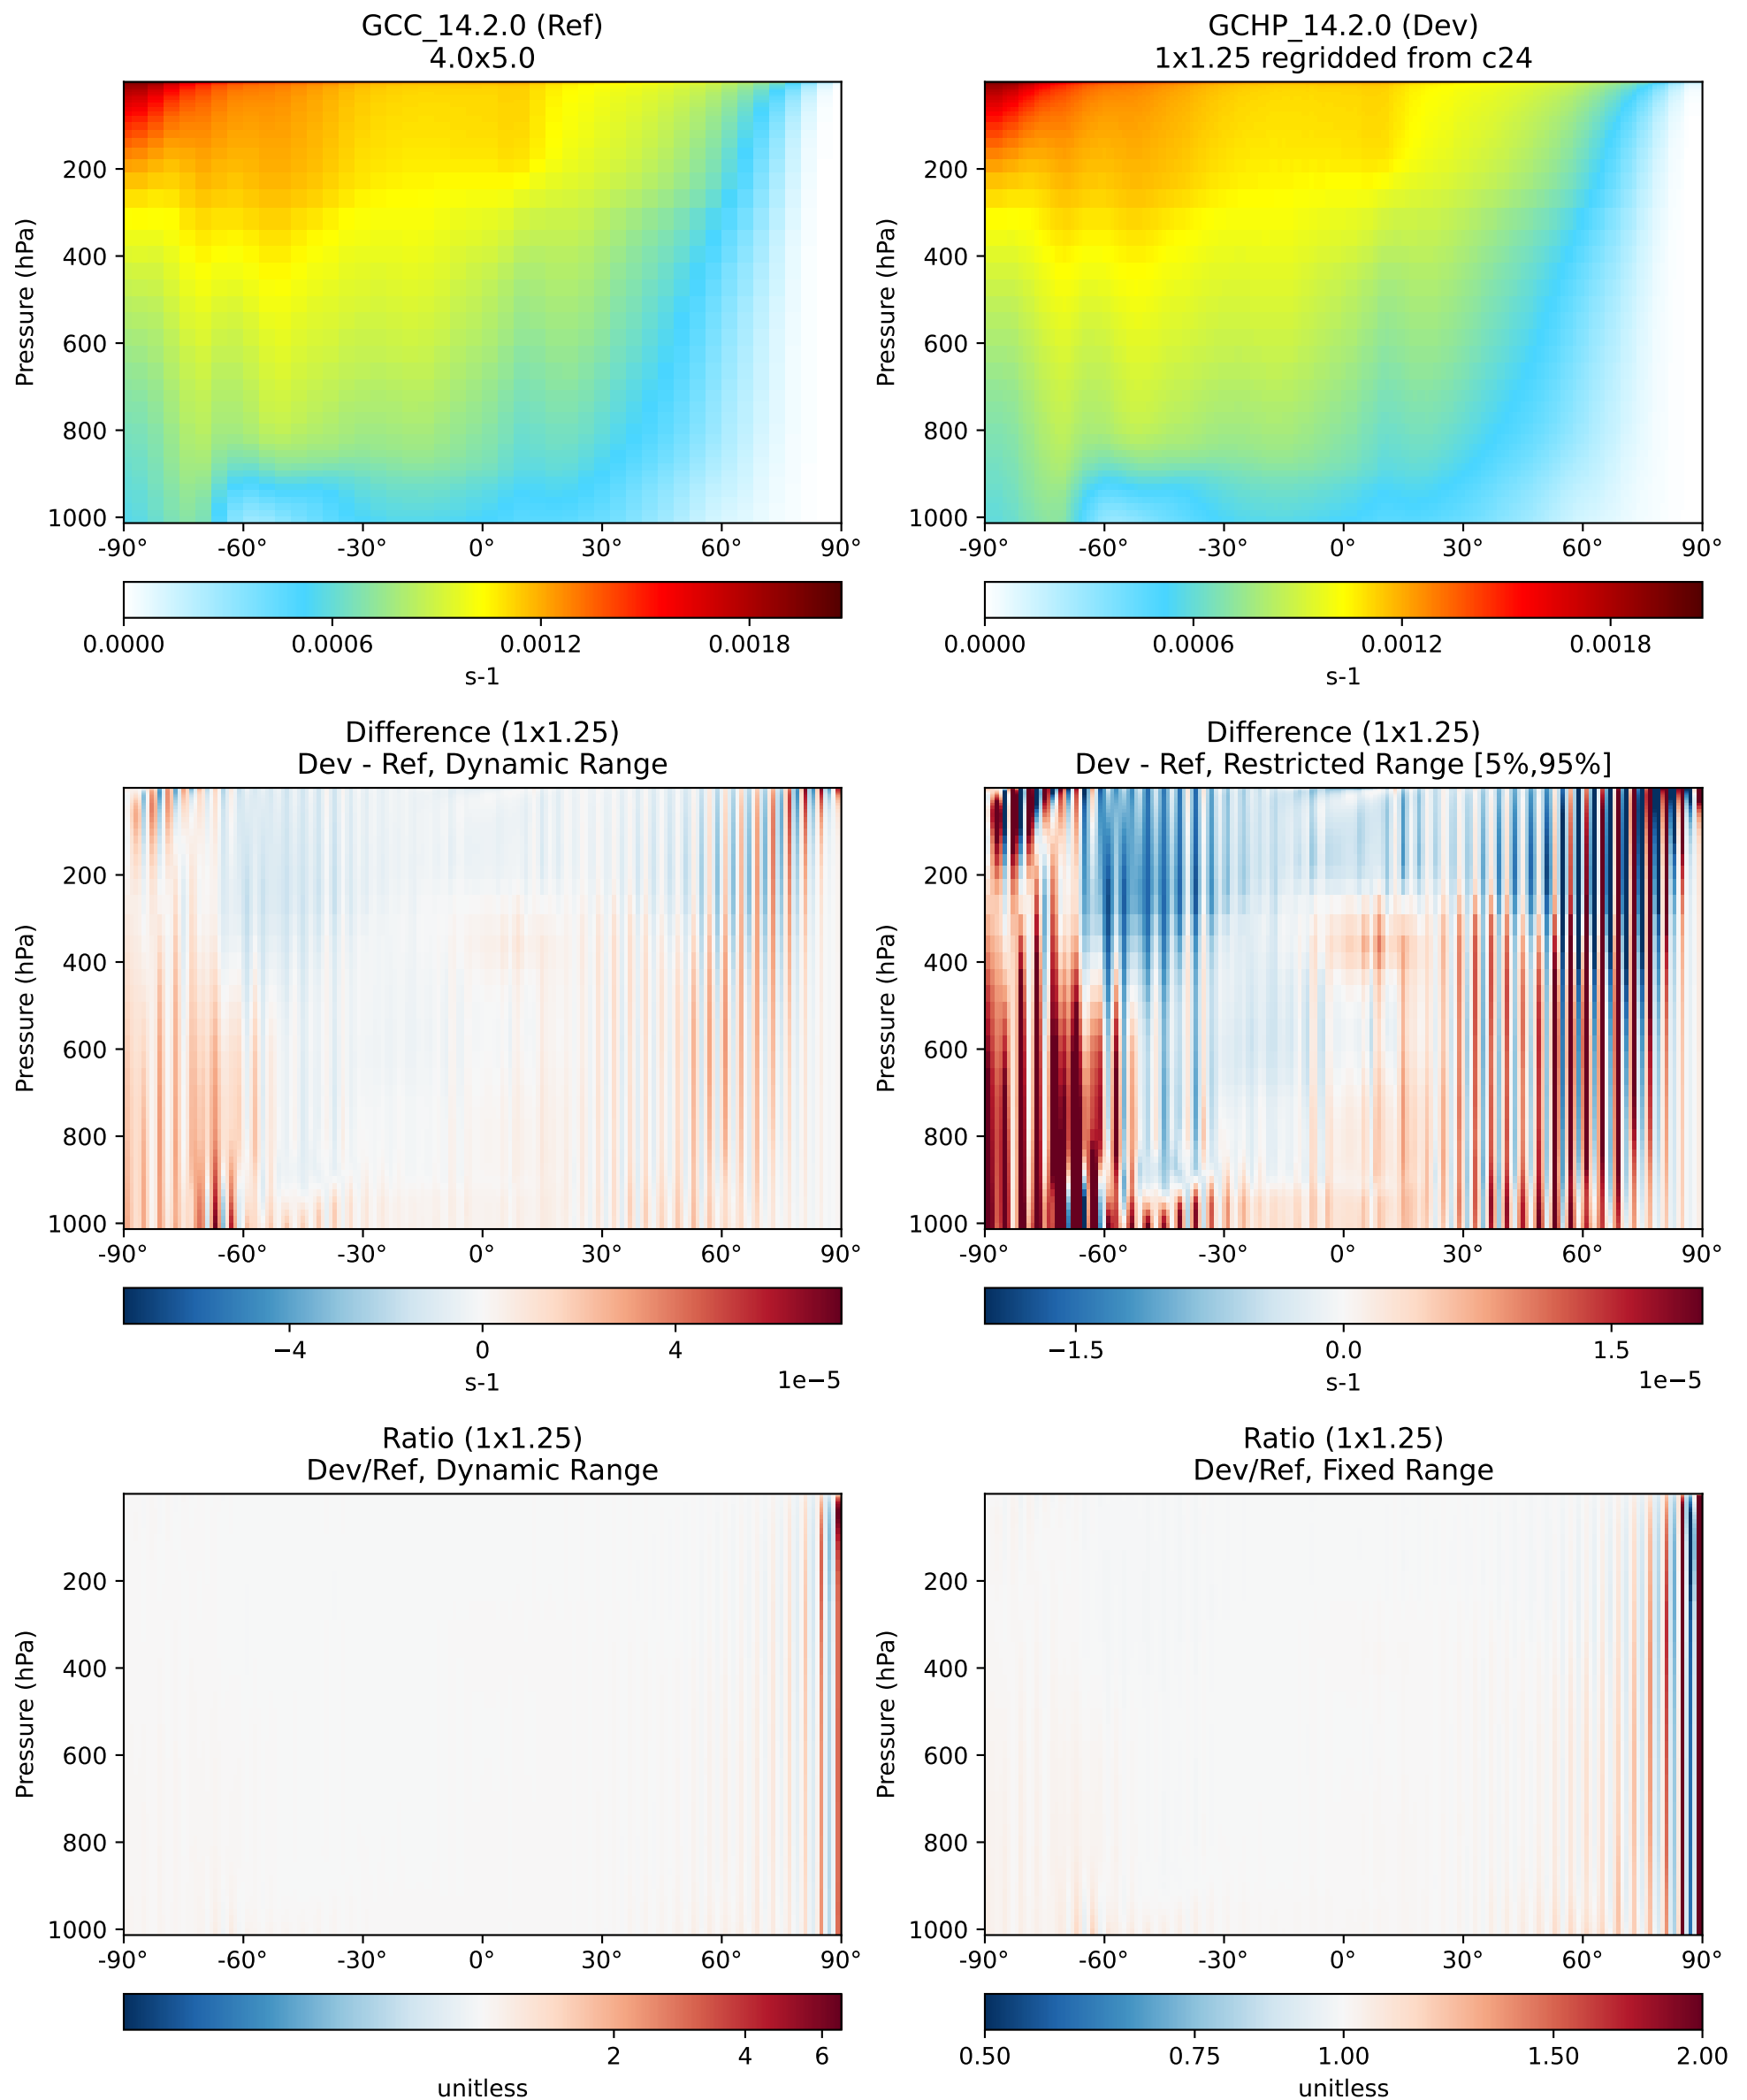 GCC_14.2.0 (Ref)
4.0x5.0
GCHP_14.2.0 (Dev)
1x1.25 regridded from c24
Pressure (hPa)
200
400
600
800
1000
-90° -60° -30° 0° 30° 60° 90°
0.0000 0.0006 0.0012 0.0018
s-1
Pressure (hPa)
200
400
600
800
1000
-90° -60° -30° 0° 30° 60° 90°
0.0000 0.0006 0.0012 0.0018
s-1
Difference (1x1.25)
Dev - Ref, Dynamic Range
Pressure (hPa)
200
400
600
800
1000
-90° -60° -30° 0° 30° 60° 90°
−4 0 4
s-1
1e−5
Difference (1x1.25)
Dev - Ref, Restricted Range [5%,95%]
Pressure (hPa)
200
400
600
800
1000
-90° -60° -30° 0° 30° 60° 90°
−1.5 0.0 1.5
s-1
1e−5
Ratio (1x1.25)
Dev/Ref, Dynamic Range
Pressure (hPa)
200
400
600
800
1000
-90° -60° -30° 0° 30° 60° 90°
2 4 6
unitless
Ratio (1x1.25)
Dev/Ref, Fixed Range
Pressure (hPa)
200
400
600
800
1000
-90° -60° -30° 0° 30° 60° 90°
0.50 0.75 1.00 1.50 2.00
unitless